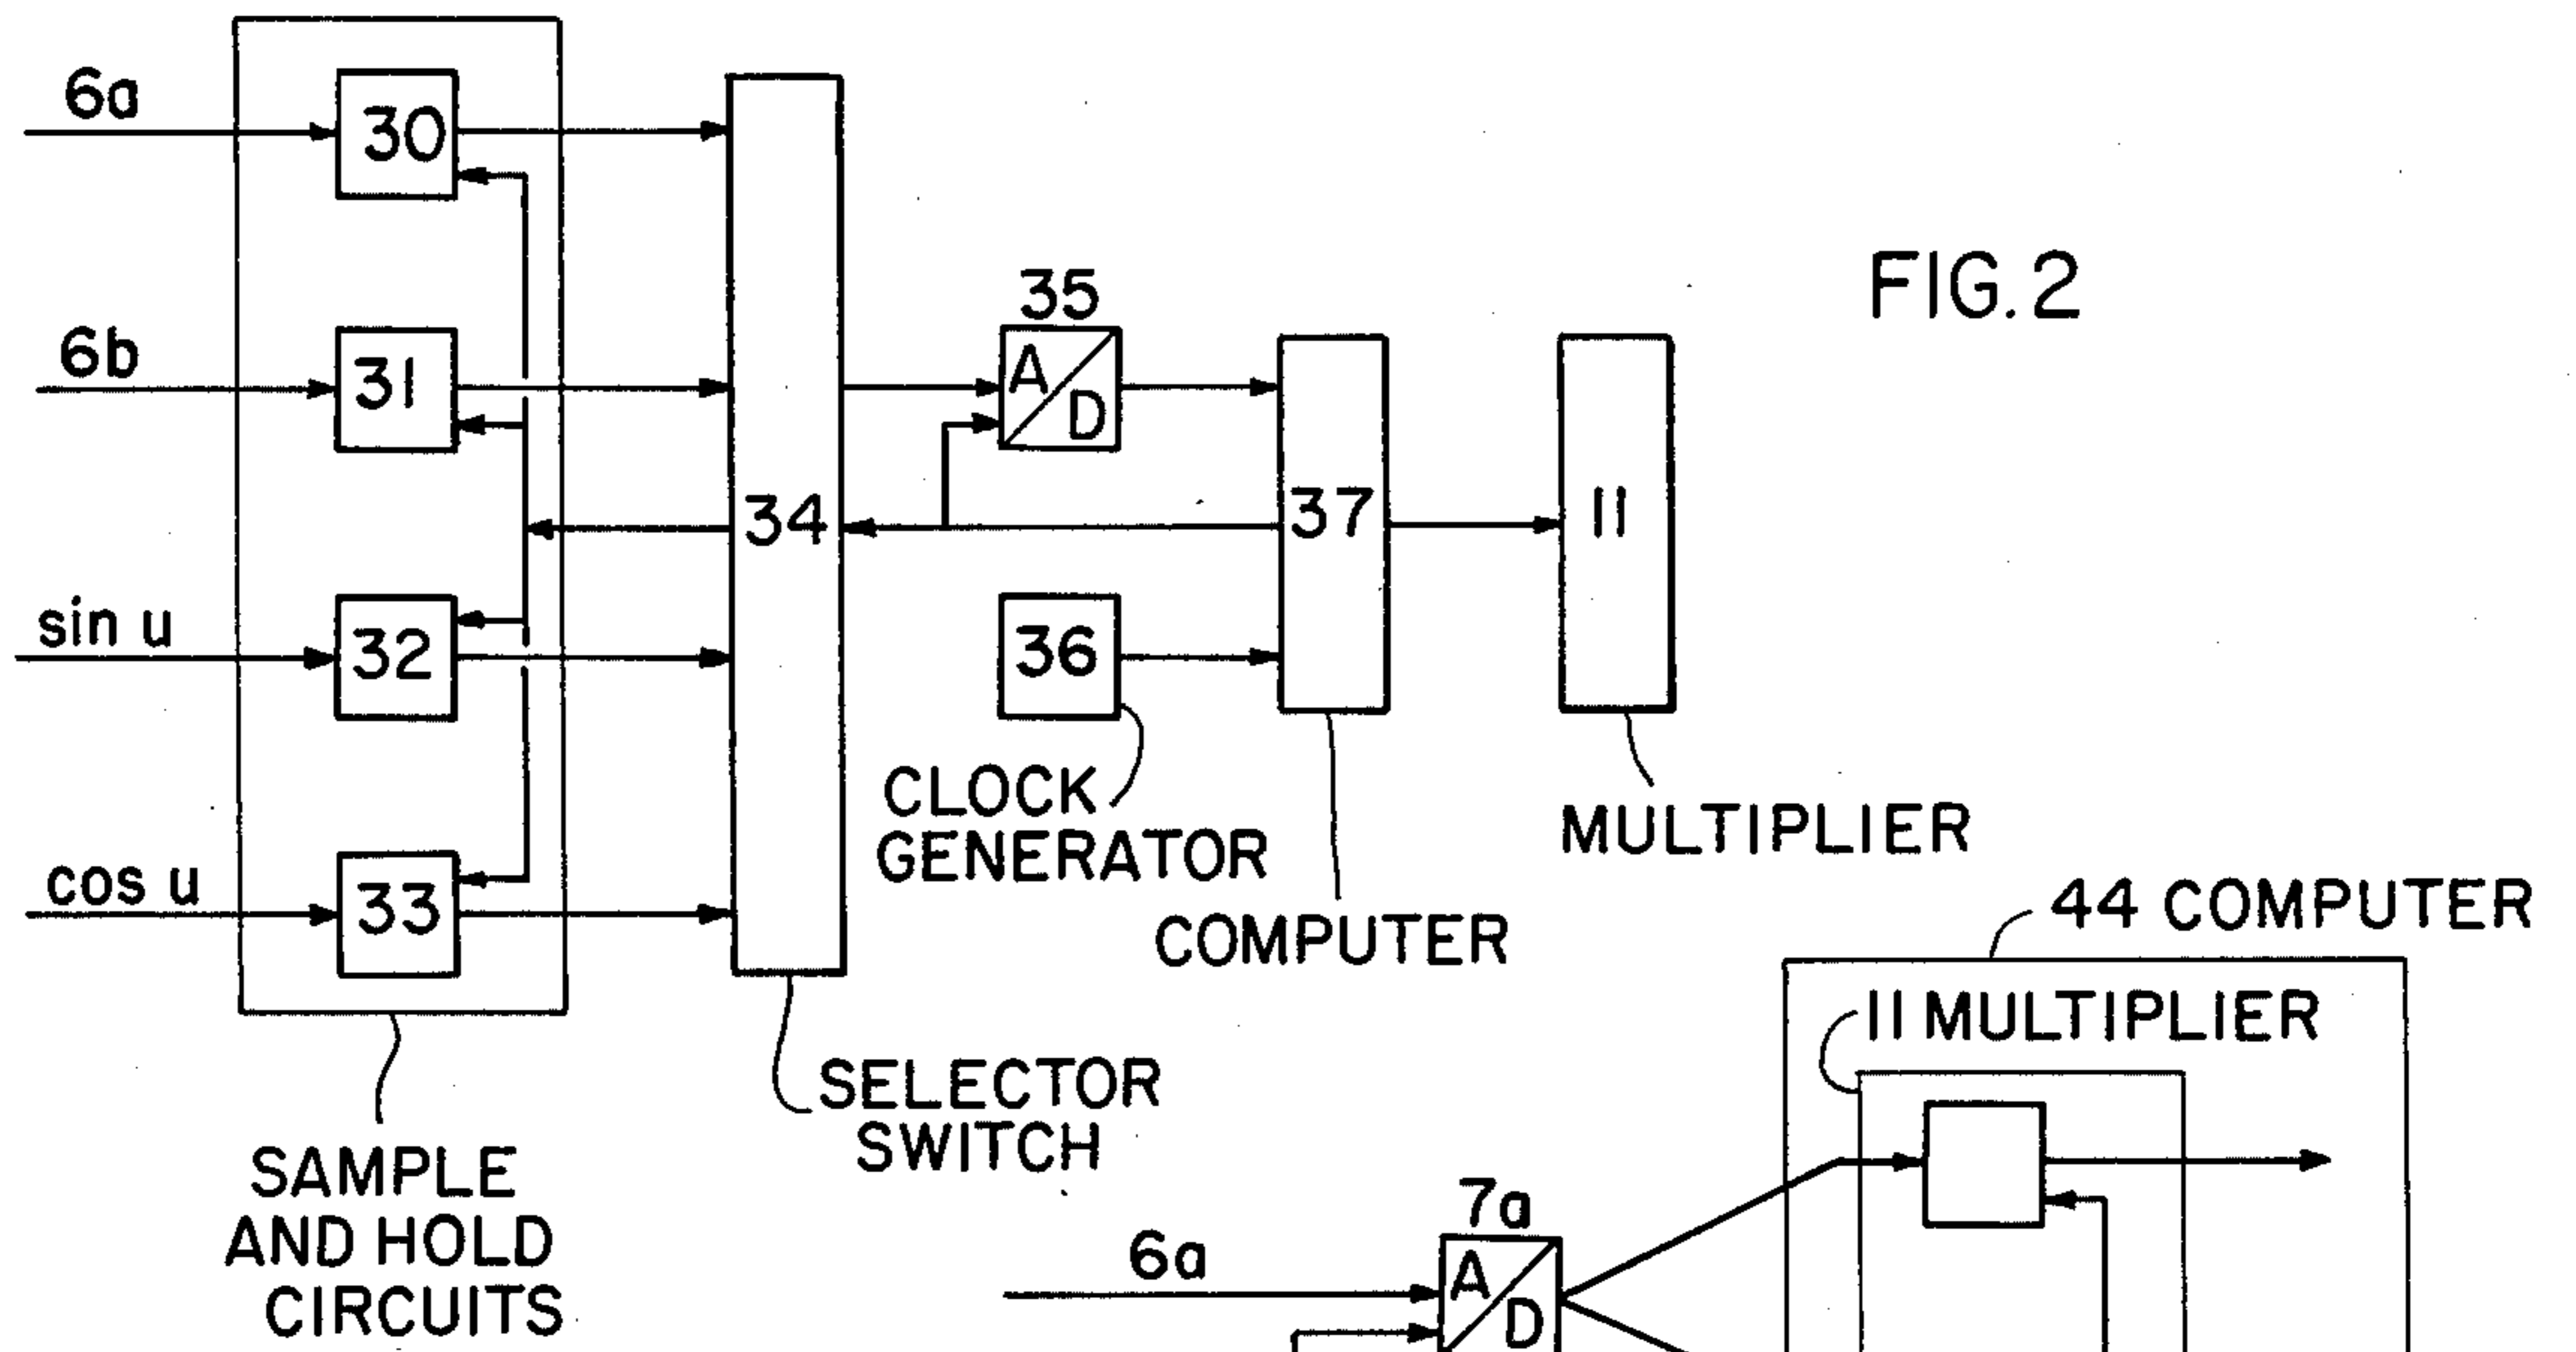 6a
30
6b
31
sin u
32
cos u
33
34
35
A
D
36
37
11
FIG. 2
CLOCK
GENERATOR
COMPUTER
MULTIPLIER
SELECTOR
SWITCH
SAMPLE
AND HOLD
CIRCUITS
44 COMPUTER
11 MULTIPLIER
7a
6a
A
D